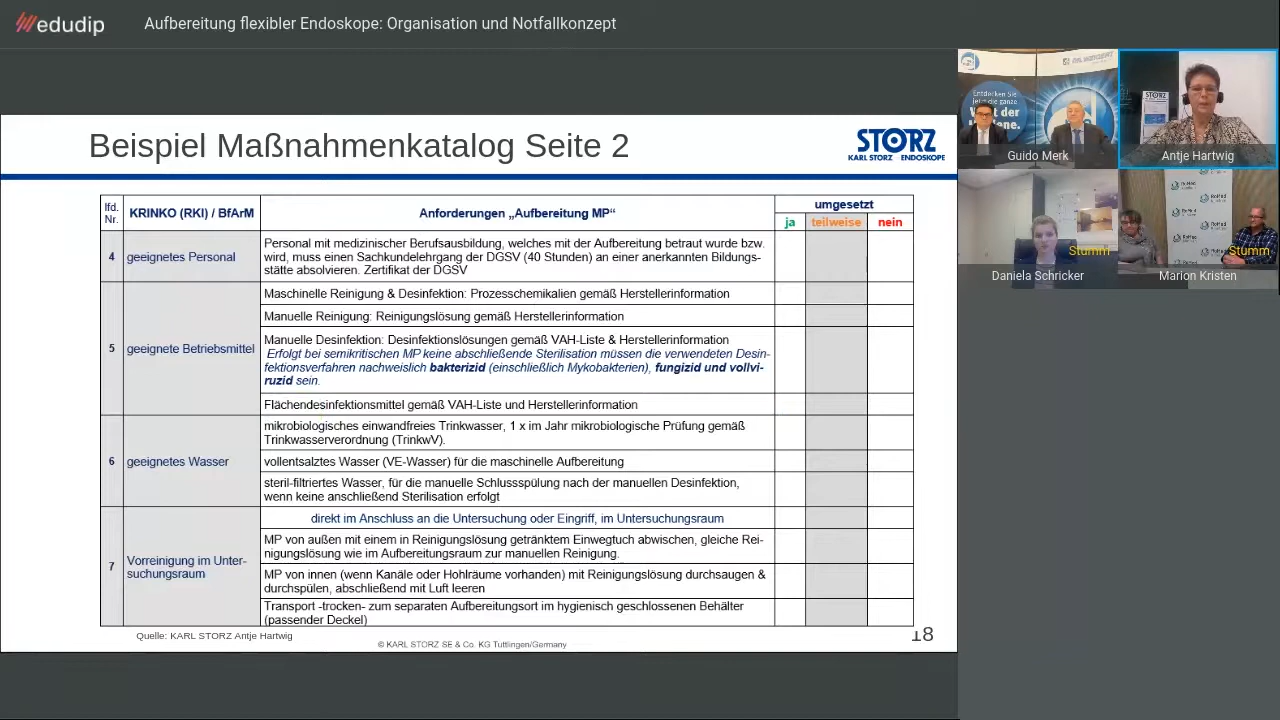 edudip
Aufbereitung flexibler Endoskope: Organisation und Notfallkonzept
Beispiel Maßnahmenkatalog Seite 2
STORZ
KARL STORZ ENDOSKOPE
lfd.
Nr.
KRINKO (RKI) / BfArM
Anforderungen „Aufbereitung MP“
umgesetzt
ja
teilweise
nein
4
geeignetes Personal
Personal mit medizinischer Berufsausbildung, welches mit der Aufbereitung betraut wurde bzw.
wird, muss einen Sachkundelehrgang der DGSV (40 Stunden) an einer anerkannten Bildungs-
stätte absolvieren. Zertifikat der DGSV
5
geeignete Betriebsmittel
Maschinelle Reinigung & Desinfektion: Prozesschemikalien gemäß Herstellerinformation
Manuelle Reinigung: Reinigungslösung gemäß Herstellerinformation
Manuelle Desinfektion: Desinfektionslösungen gemäß VAH-Liste & Herstellerinformation
Erfolgt bei semikritischen MP keine abschließende Sterilisation müssen die verwendeten Desin-
fektionsverfahren nachweislich bakterizid (einschließlich Mykobakterien), fungizid und vollvi-
ruzid sein.
Flächendesinfektionsmittel gemäß VAH-Liste und Herstellerinformation
6
geeignetes Wasser
mikrobiologisches einwandfreies Trinkwasser, 1 x im Jahr mikrobiologische Prüfung gemäß
Trinkwasserverordnung (TrinkwV).
vollentsalztes Wasser (VE-Wasser) für die maschinelle Aufbereitung
steril-filtriertes Wasser, für die manuelle Schlussspülung nach der manuellen Desinfektion,
wenn keine anschließend Sterilisation erfolgt
7
Vorreinigung im Unter-
suchungsraum
direkt im Anschluss an die Untersuchung oder Eingriff, im Untersuchungsraum
MP von außen mit einem in Reinigungslösung getränktem Einwegtuch abwischen, gleiche Rei-
nigungslösung wie im Aufbereitungsraum zur manuellen Reinigung.
MP von innen (wenn Kanäle oder Hohlräume vorhanden) mit Reinigungslösung durchsaugen &
durchspülen, abschließend mit Luft leeren
Transport -trocken- zum separaten Aufbereitungsort im hygienisch geschlossenen Behälter
(passender Deckel)
Quelle: KARL STORZ Antje Hartwig
© KARL STORZ SE & Co. KG Tuttlingen/Germany
18
Entdecken Sie
jetzt die ganze
Guido Merk
STORZ
Antje Hartwig
Stumm
Daniela Schricker
RoMed
RoMed
Stumm
Marion Kristen